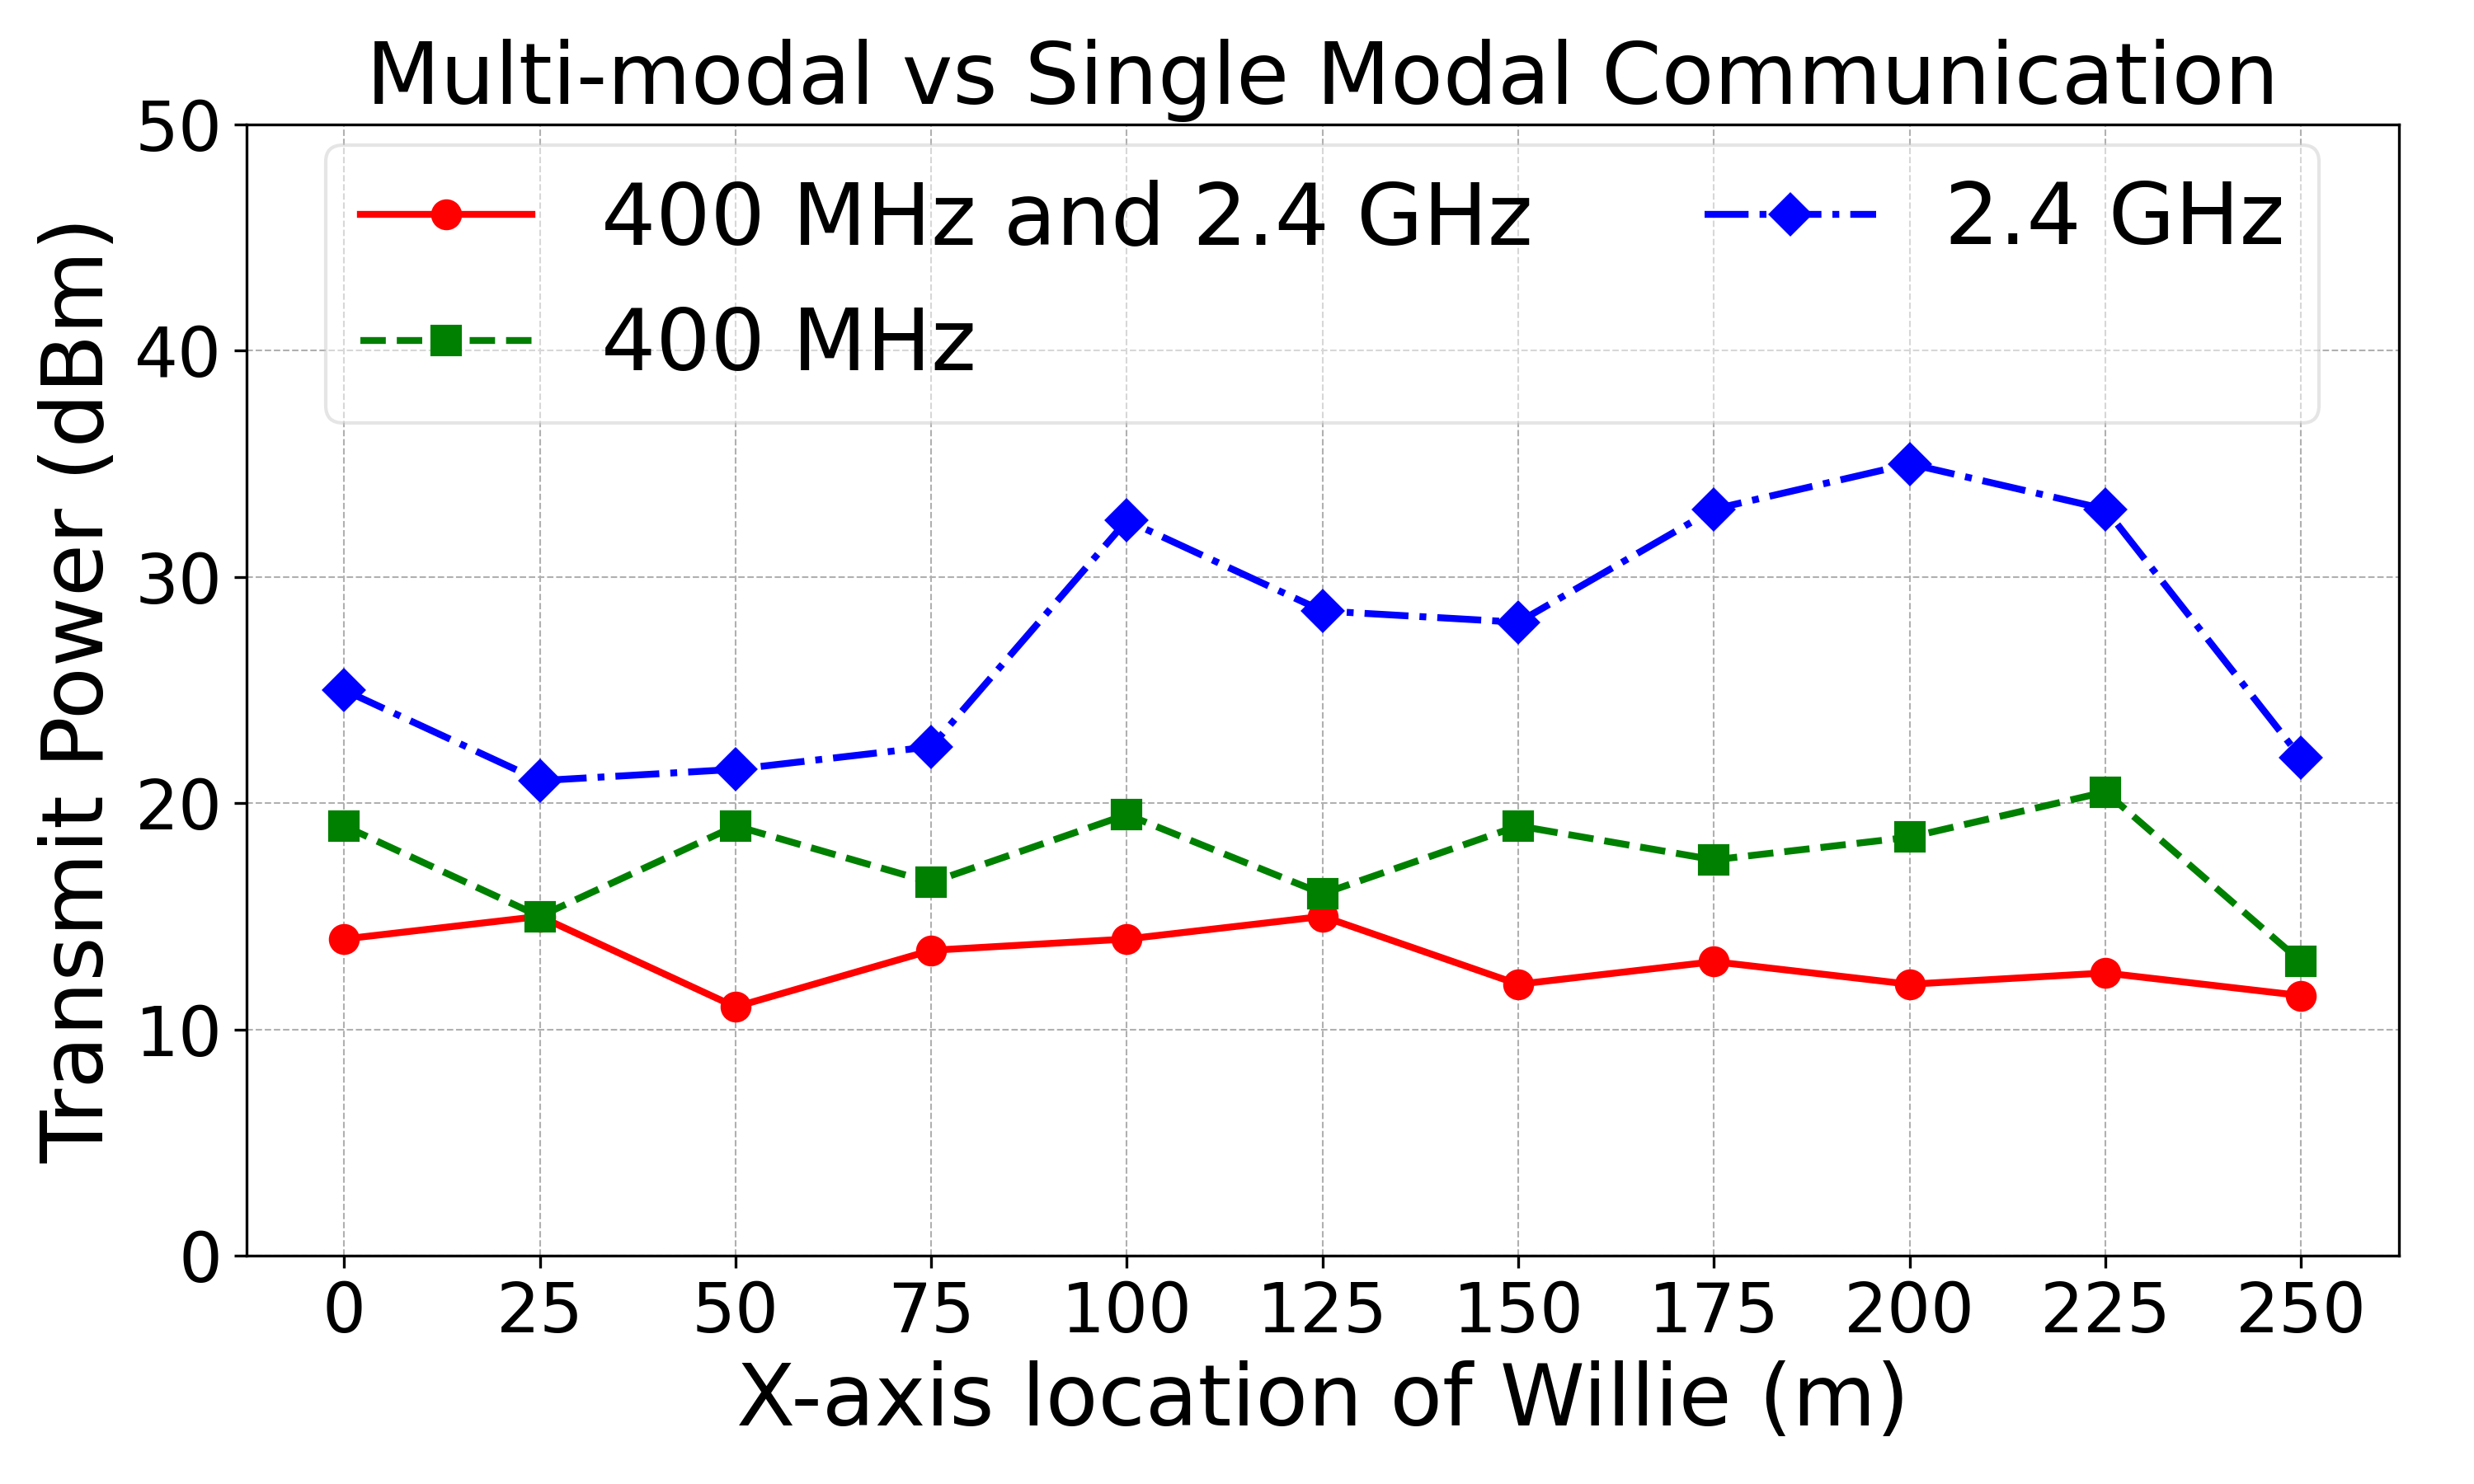 Multi-modal vs Single Modal Communication
400 MHz and 2.4 GHz
400 MHz
2.4 GHz
Transmit Power (dBm)
50
40
30
20
10
0
0 25 50 75 100 125 150 175 200 225 250
X-axis location of Willie (m)